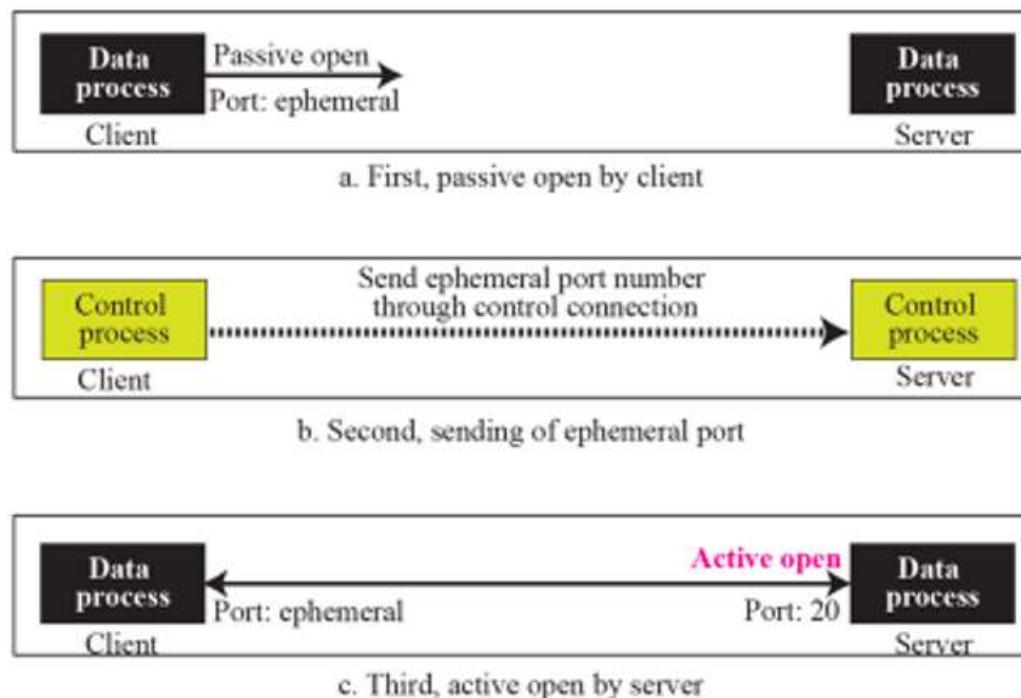 Data
process
Client
Passive open
Port: ephemeral
Data
process
Server
a. First, passive open by client
Control
process
Client
Send ephemeral port number
through control connection
Control
process
Server
b. Second, sending of ephemeral port
Data
process
Client
Port: ephemeral
Active open
Port: 20
Data
process
Server
c. Third, active open by server